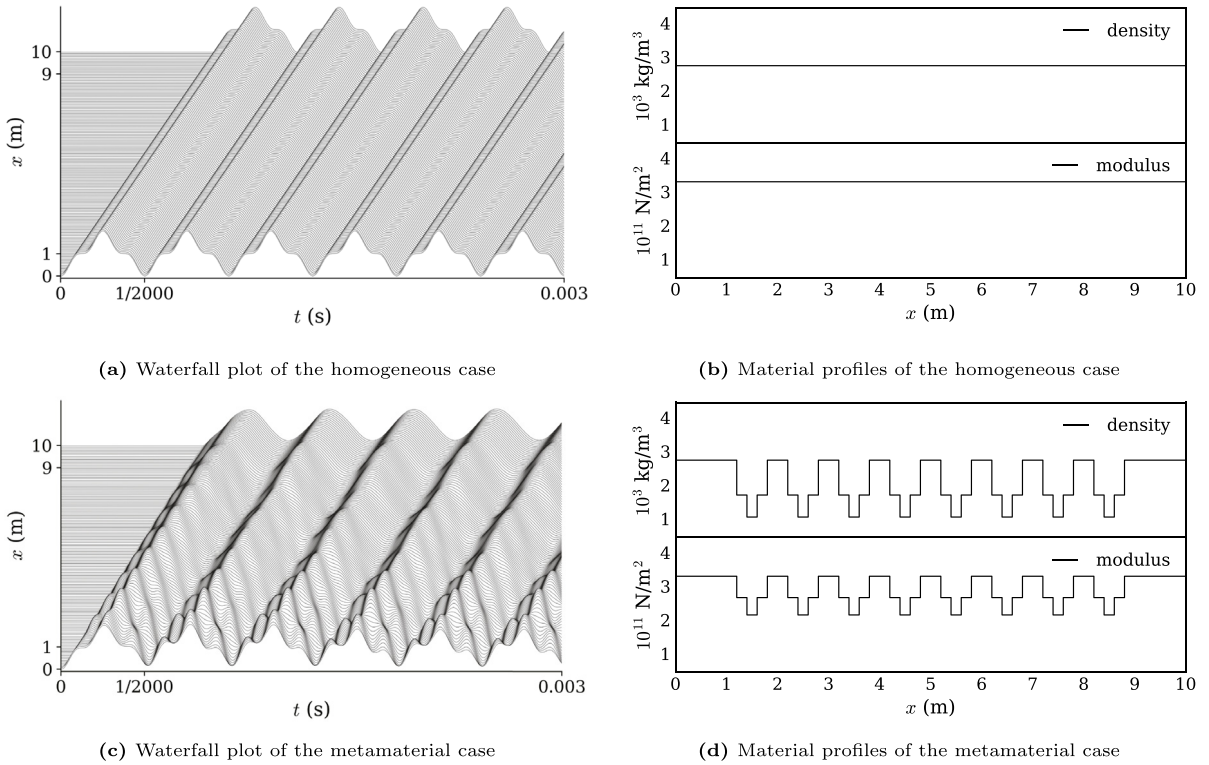 x (m)
10
9
1
0
0
1/2000
0.003
t (s)
(a) Waterfall plot of the homogeneous case
10³ kg/m³
4
3
2
1
density
10¹¹ N/m²
4
3
2
1
modulus
0 1 2 3 4 5 6 7 8 9 10
x (m)
(b) Material profiles of the homogeneous case
x (m)
10
9
1
0
0
1/2000
0.003
t (s)
(c) Waterfall plot of the metamaterial case
10³ kg/m³
4
3
2
1
density
10¹¹ N/m²
4
3
2
1
modulus
0 1 2 3 4 5 6 7 8 9 10
x (m)
(d) Material profiles of the metamaterial case